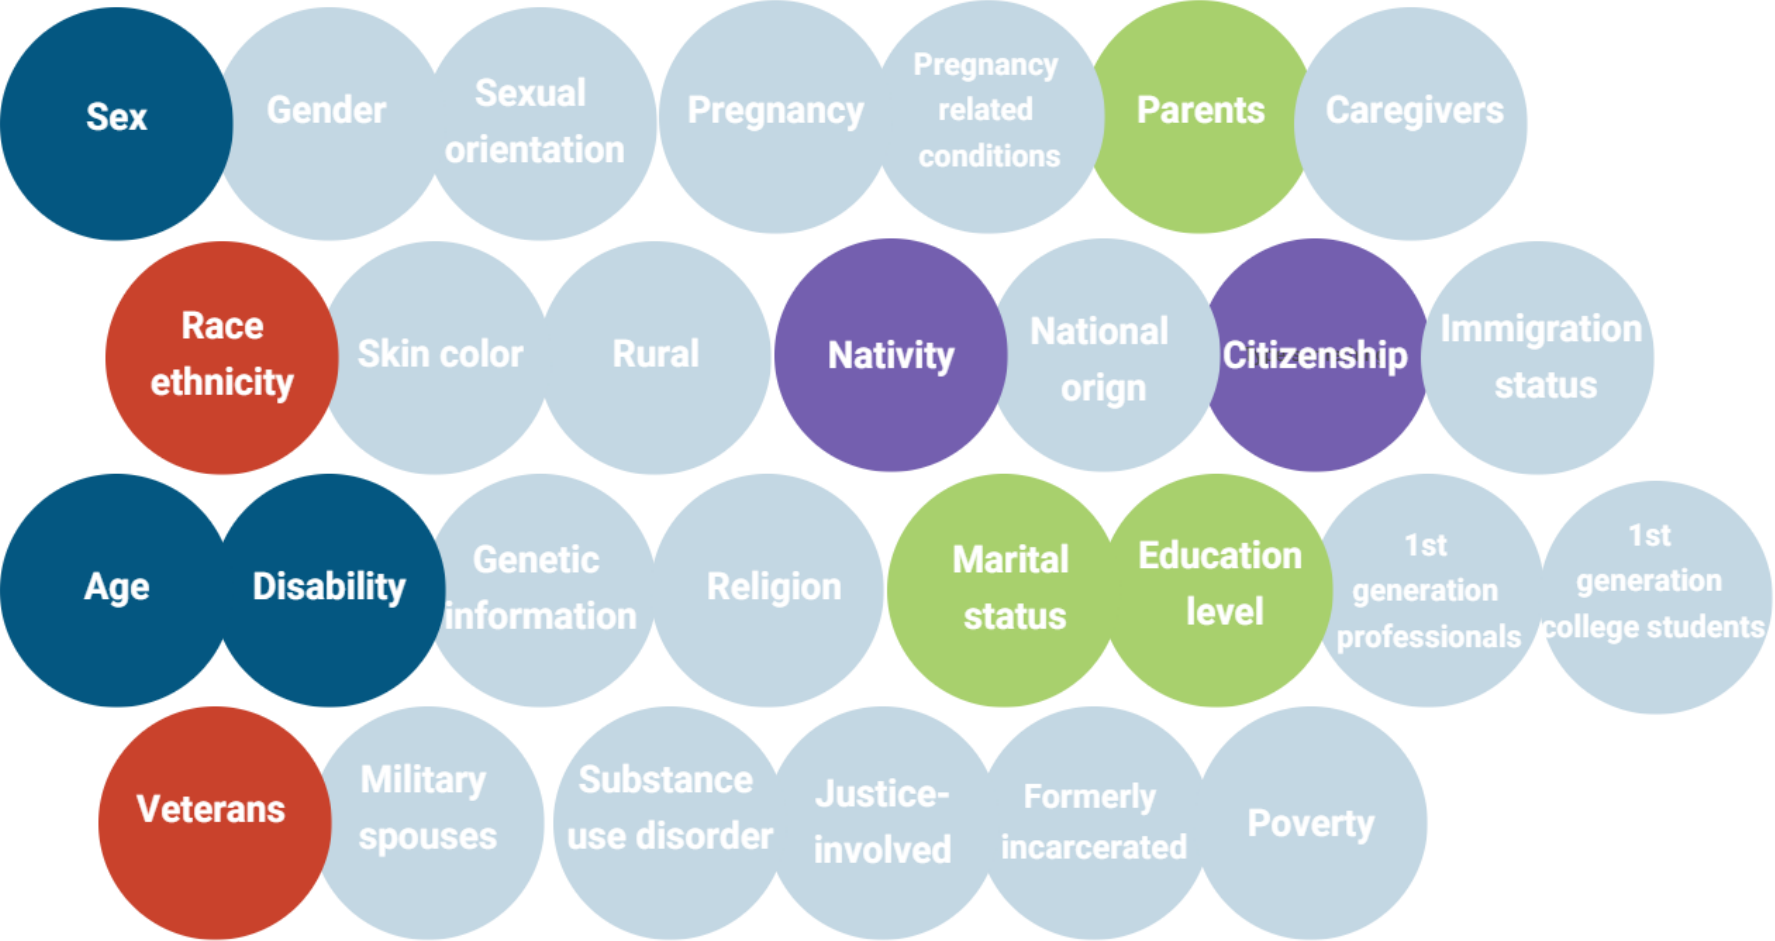 Sex
Gender
Sexual
orientation
Pregnancy
Pregnancy
related
conditions
Parents
Caregivers
Race
ethnicity
Skin color
Rural
Nativity
National
orign
Citizenship
Immigration
status
Age
Disability
Genetic
information
Religion
Marital
status
Education
level
1st
generation
professionals
1st
generation
college students
Veterans
Military
spouses
Substance
use disorder
Justice-
involved
Formerly
incarcerated
Poverty